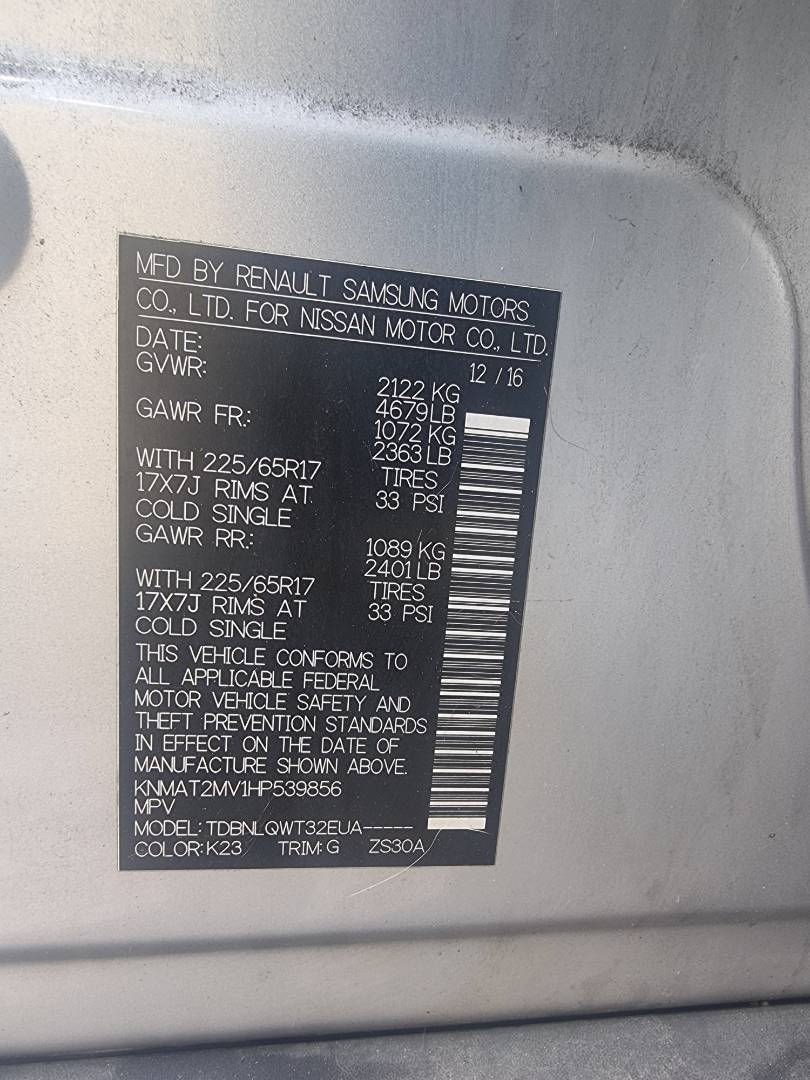 MFD BY RENAULT SAMSUNG MOTORS
CO., LTD. FOR NISSAN MOTOR CO., LTD.
DATE: 12 / 16
GVWR: 2122 KG
4679 LB
GAWR FR.: 1072 KG
2363 LB
WITH 225/65R17 TIRES
17X7J RIMS AT 33 PSI
COLD SINGLE
GAWR RR.: 1089 KG
2401 LB
WITH 225/65R17 TIRES
17X7J RIMS AT 33 PSI
COLD SINGLE
THIS VEHICLE CONFORMS TO
ALL APPLICABLE FEDERAL
MOTOR VEHICLE SAFETY AND
THEFT PREVENTION STANDARDS
IN EFFECT ON THE DATE OF
MANUFACTURE SHOWN ABOVE.
KNMAT2MV1HP539856
MPV
MODEL: TDBNLQWT32EUA-----
COLOR: K23 TRIM: G ZS30A